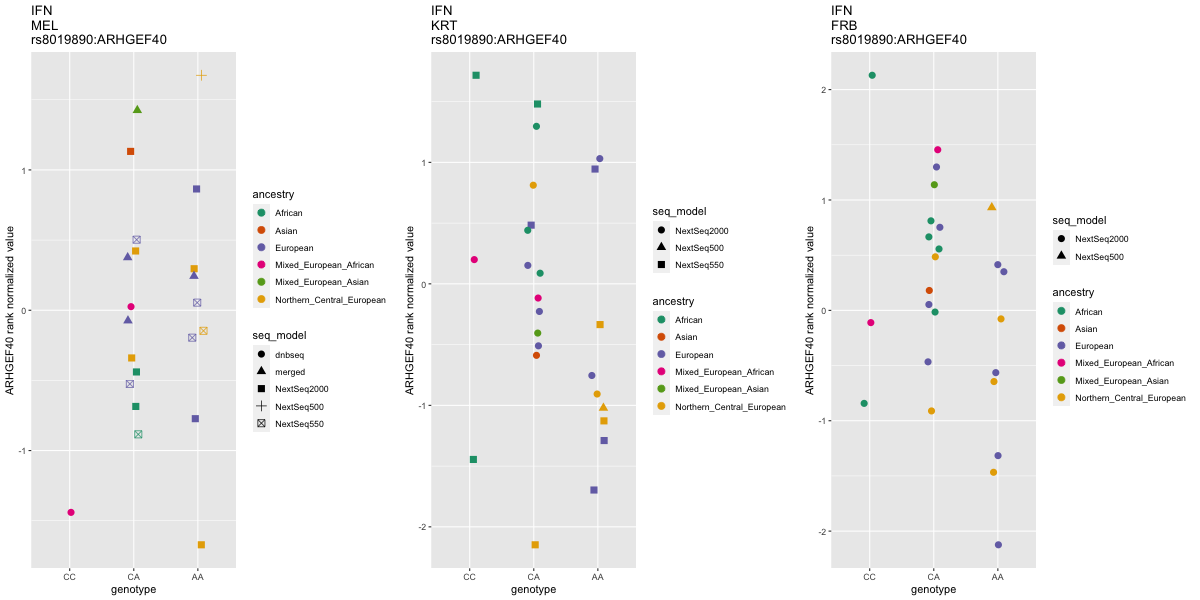 IFN
MEL
rs8019890:ARHGEF40
ARHGEF40 rank normalized value
1
0
-1
CC
CA
AA
genotype
ancestry
African
Asian
European
Mixed_European_African
Mixed_European_Asian
Northern_Central_European
seq_model
dnbseq
merged
NextSeq2000
NextSeq500
NextSeq550
IFN
KRT
rs8019890:ARHGEF40
ARHGEF40 rank normalized value
1
0
-1
-2
CC
CA
AA
genotype
seq_model
NextSeq2000
NextSeq500
NextSeq550
ancestry
African
Asian
European
Mixed_European_African
Mixed_European_Asian
Northern_Central_European
IFN
FRB
rs8019890:ARHGEF40
ARHGEF40 rank normalized value
2
1
0
-1
-2
CC
CA
AA
genotype
seq_model
NextSeq2000
NextSeq500
ancestry
African
Asian
European
Mixed_European_African
Mixed_European_Asian
Northern_Central_European